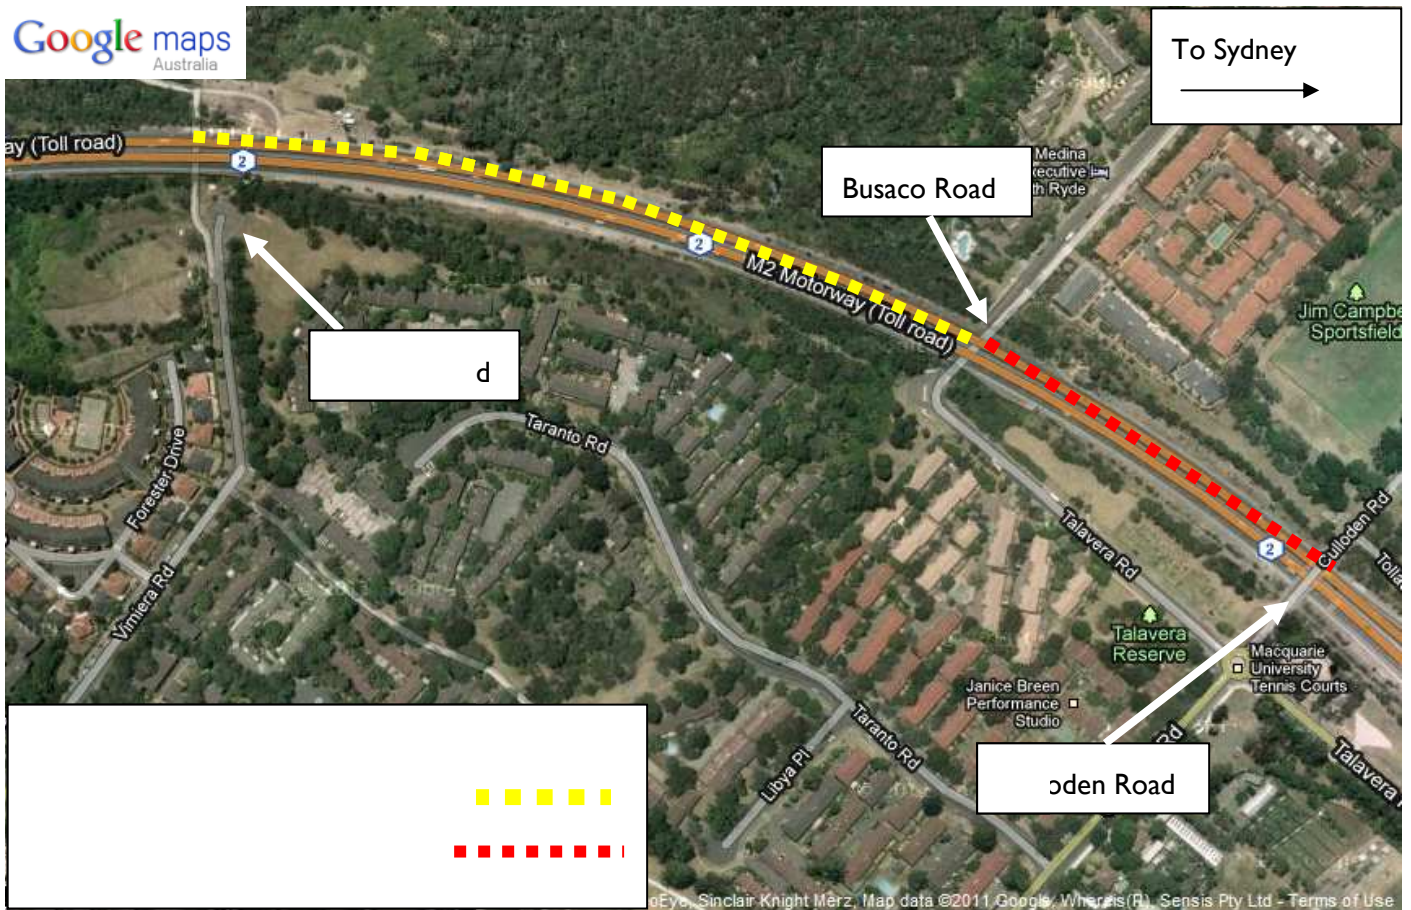 Google maps
Australia
To Sydney
ay (Toll road)
2
Medina
xecutive
th Ryde
Busaco Road
2
M2 Motorway (Toll road)
Jim Campbe
Sportsfield
d
Taranto Rd
Forester Drive
Culloden Rd
2
Talavera Rd
Vimiera Rd
Talavera
Reserve
Macquarie
University
Tennis Courts
Janice Breen
Performance
Studio
Taranto Rd
Rd
Talavera
Libya Pl
oden Road
oEye, Sinclair Knight Merz, Map data ©2011 Google, Whereis(R), Sensis Pty Ltd - Terms of Use